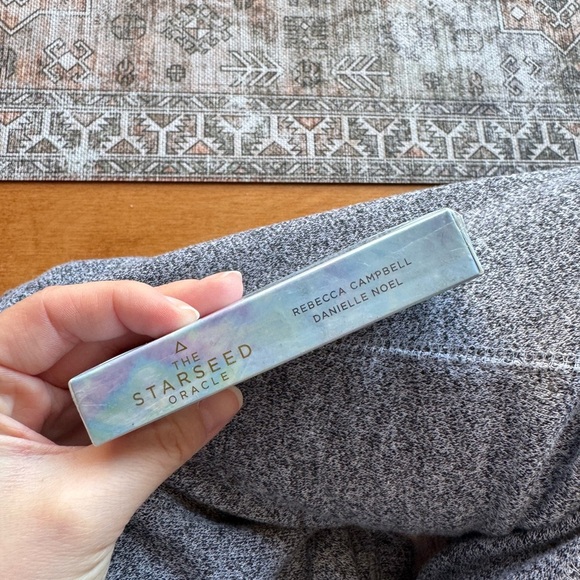 THE
STARSEED
ORACLE
REBECCA CAMPBELL
DANIELLE NOEL